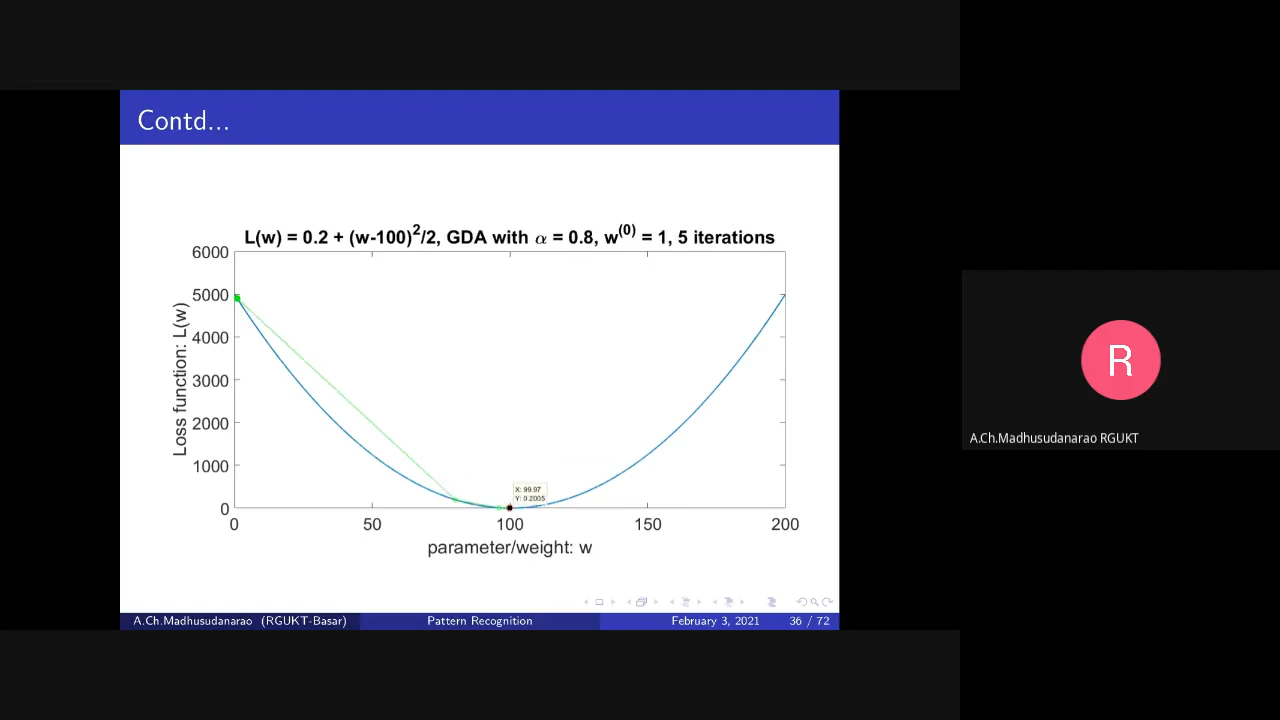 Contd...
L(w) = 0.2 + (w-100)²/2, GDA with α = 0.8, w⁽⁰⁾ = 1, 5 iterations
6000
5000
4000
3000
2000
1000
0
Loss function: L(w)
X: 99.97
Y: 0.2005
0 50 100 150 200
parameter/weight: w
A.Ch.Madhusudanarao (RGUKT-Basar) Pattern Recognition February 3, 2021 36 / 72
R
A.Ch.Madhusudanarao RGUKT